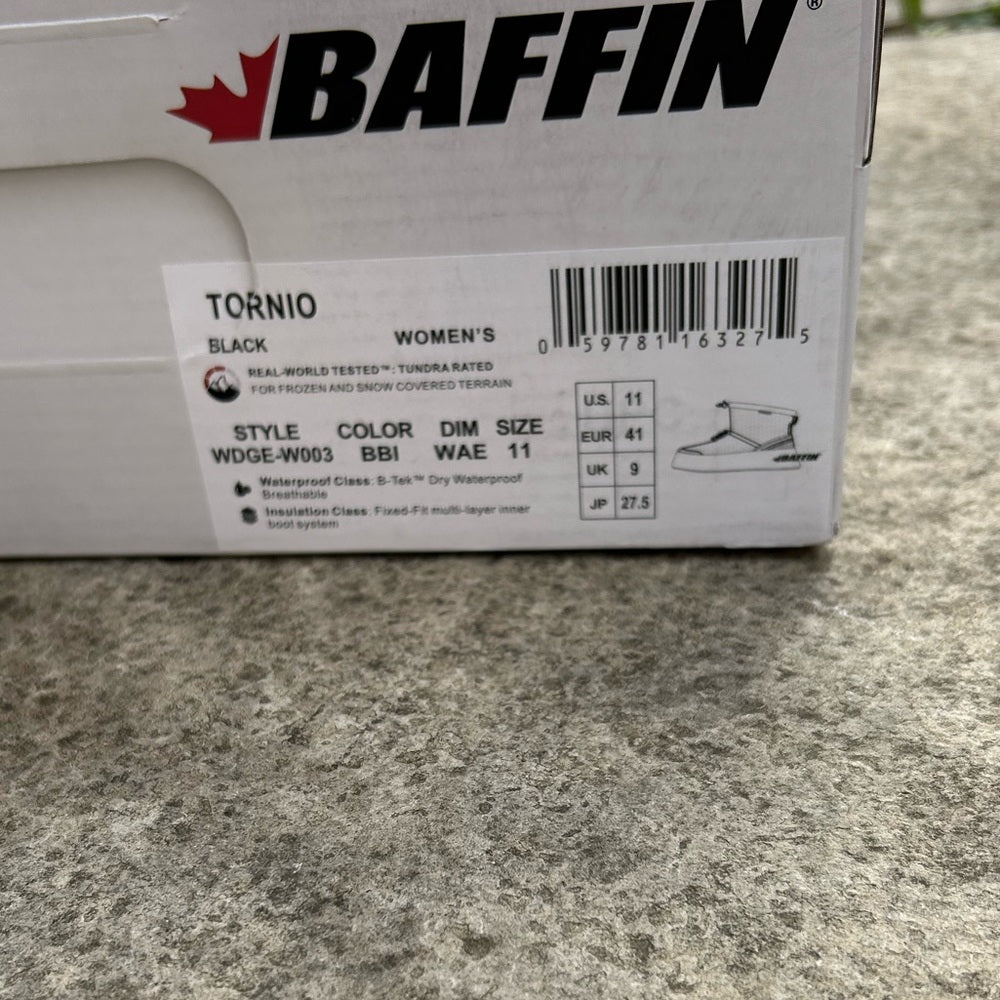 BAFFIN®
TORNIO
BLACK WOMEN'S
REAL-WORLD TESTED™: TUNDRA RATED
FOR FROZEN AND SNOW COVERED TERRAIN
STYLE COLOR DIM SIZE
WDGE-W003 BBI WAE 11
Waterproof Class: B-Tek™ Dry Waterproof
Breathable
Insulation Class: Fixed-Fit multi-layer inner
boot system
0 59781 16327 5
U.S. 11
EUR 41
UK 9
JP 27.5
BAFFIN